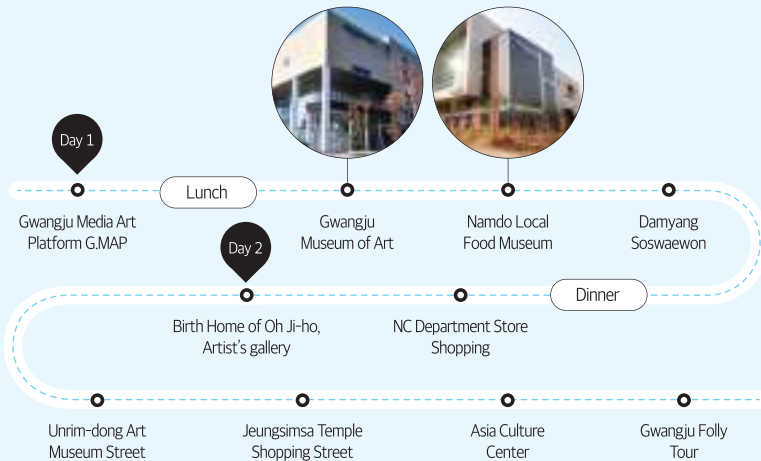 Day 1
Lunch
Gwangju Media Art
Platform G.MAP
Gwangju
Museum of Art
Namdo Local
Food Museum
Damyang
Soswaewon
Dinner
NC Department Store
Shopping
Day 2
Birth Home of Oh Ji-ho,
Artist's gallery
Unrim-dong Art
Museum Street
Jeungsimsa Temple
Shopping Street
Asia Culture
Center
Gwangju Folly
Tour